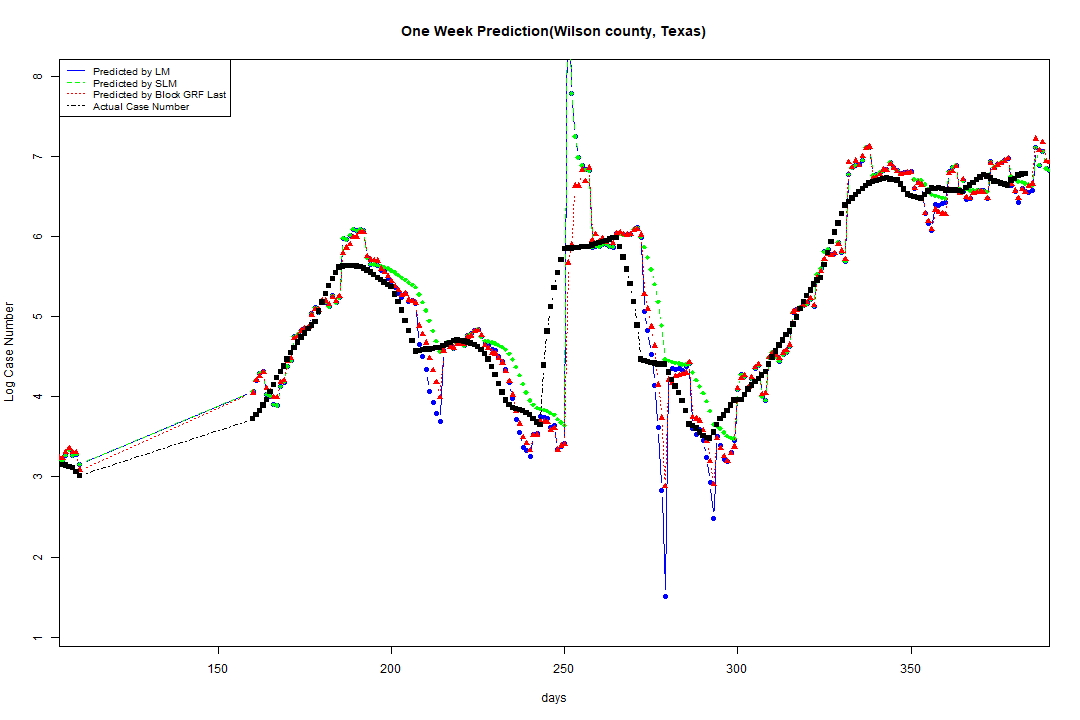 One Week Prediction(Wilson county, Texas)
Predicted by LM
Predicted by SLM
Predicted by Block GRF Last
Actual Case Number
8
7
6
5
4
3
2
1
Log Case Number
150
200
250
300
350
days